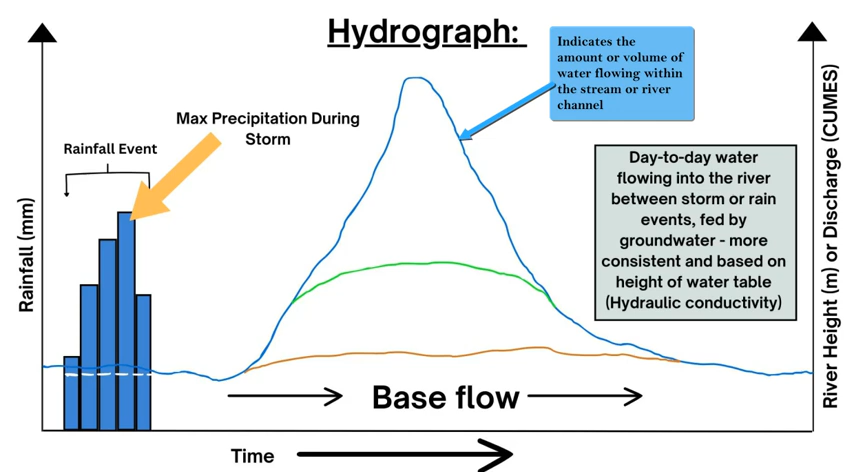 Hydrograph:
Indicates the
amount or volume of
water flowing within
the stream or river
channel
Max Precipitation During
Storm
Rainfall Event
Day-to-day water
flowing into the river
between storm or rain
events, fed by
groundwater - more
consistent and based on
height of water table
(Hydraulic conductivity)
Rainfall (mm)
River Height (m) or Discharge (CUMES)
Base flow
Time